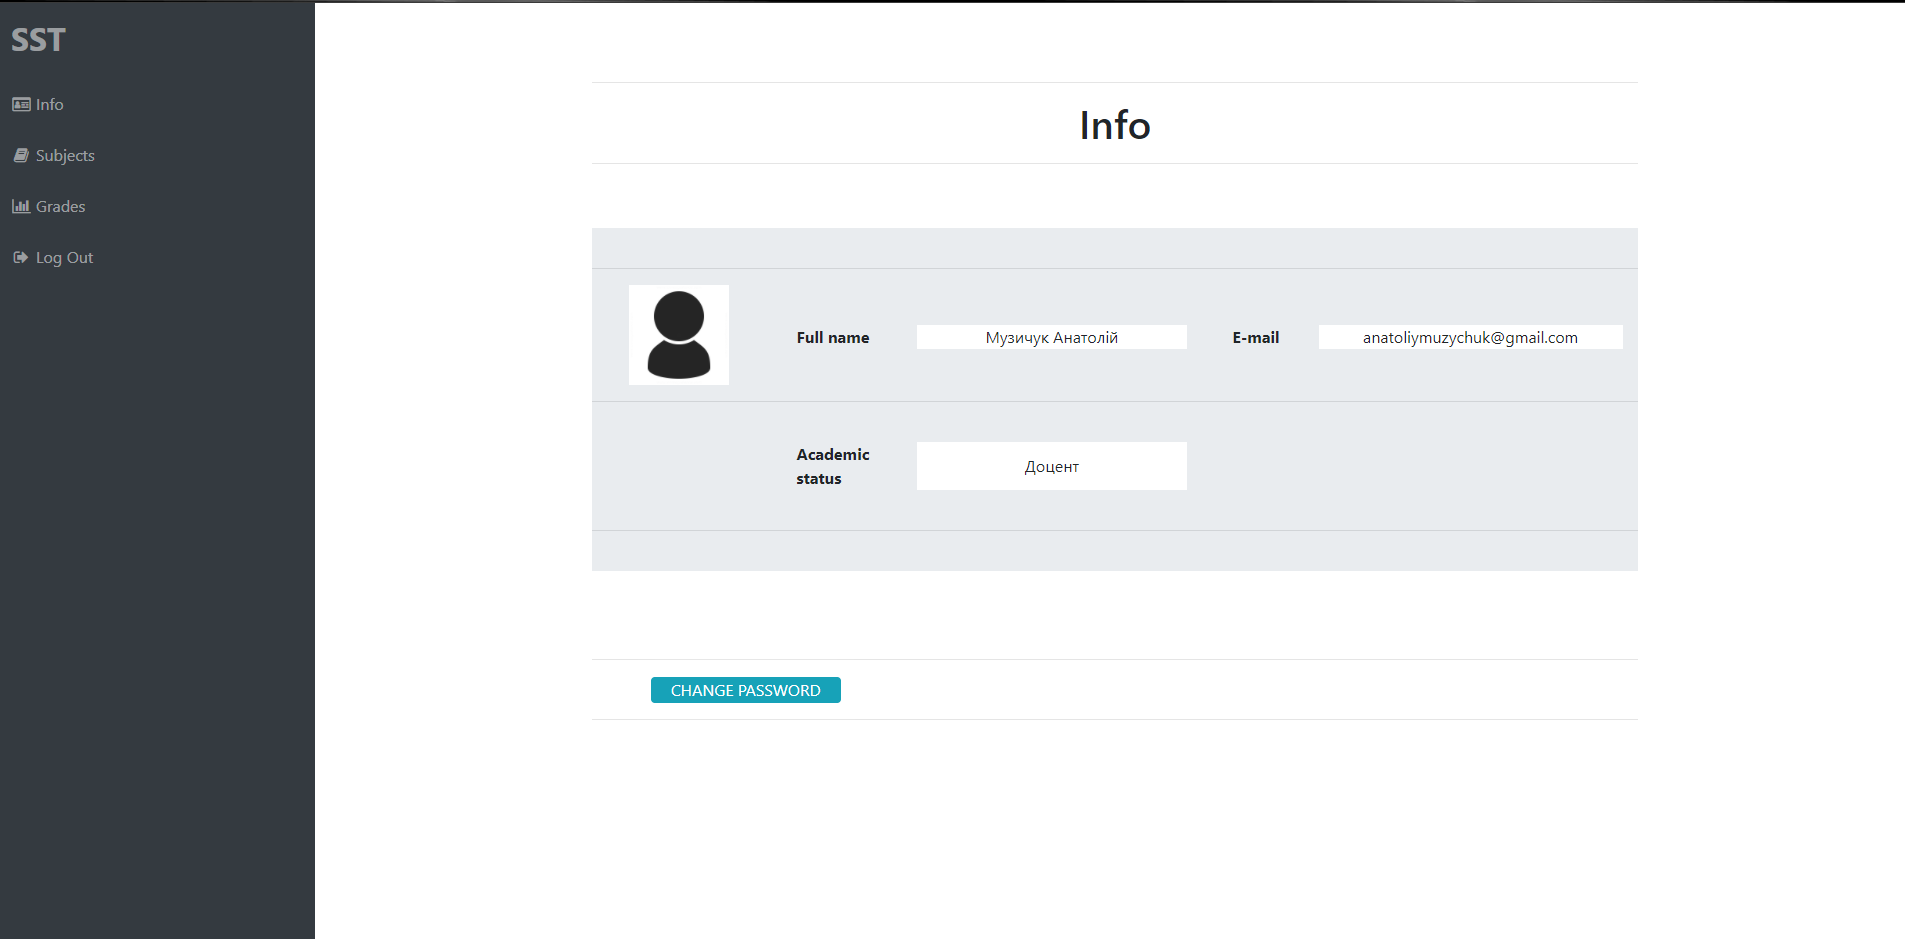 SST
Info
Subjects
Grades
Log Out
Info
Full name
Музичук Анатолій
E-mail
anatoliymuzychuk@gmail.com
Academic
status
Доцент
CHANGE PASSWORD